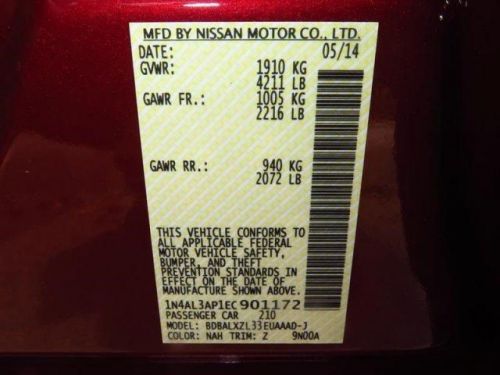 MFD BY NISSAN MOTOR CO., LTD.
DATE: 05/14
GVWR: 1910 KG
4211 LB
GAWR FR.: 1005 KG
2216 LB
GAWR RR.: 940 KG
2072 LB
THIS VEHICLE CONFORMS TO
ALL APPLICABLE FEDERAL
MOTOR VEHICLE SAFETY,
BUMPER, AND THEFT
PREVENTION STANDARDS IN
EFFECT ON THE DATE OF
MANUFACTURE SHOWN ABOVE.
1N4AL3AP1EC901172
PASSENGER CAR 210
MODEL: BDBALXZL33EUAAAD-J
COLOR: NAH TRIM: Z 9N00A